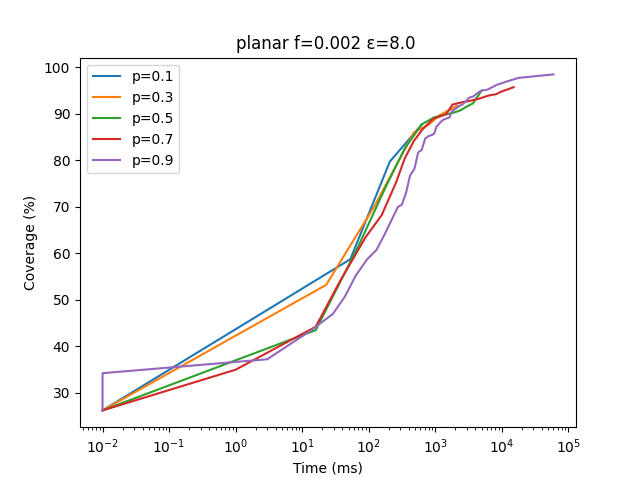 planar f=0.002 ε=8.0
Coverage (%)
100
90
80
70
60
50
40
30
p=0.1
p=0.3
p=0.5
p=0.7
p=0.9
10⁻² 10⁻¹ 10⁰ 10¹ 10² 10³ 10⁴ 10⁵
Time (ms)